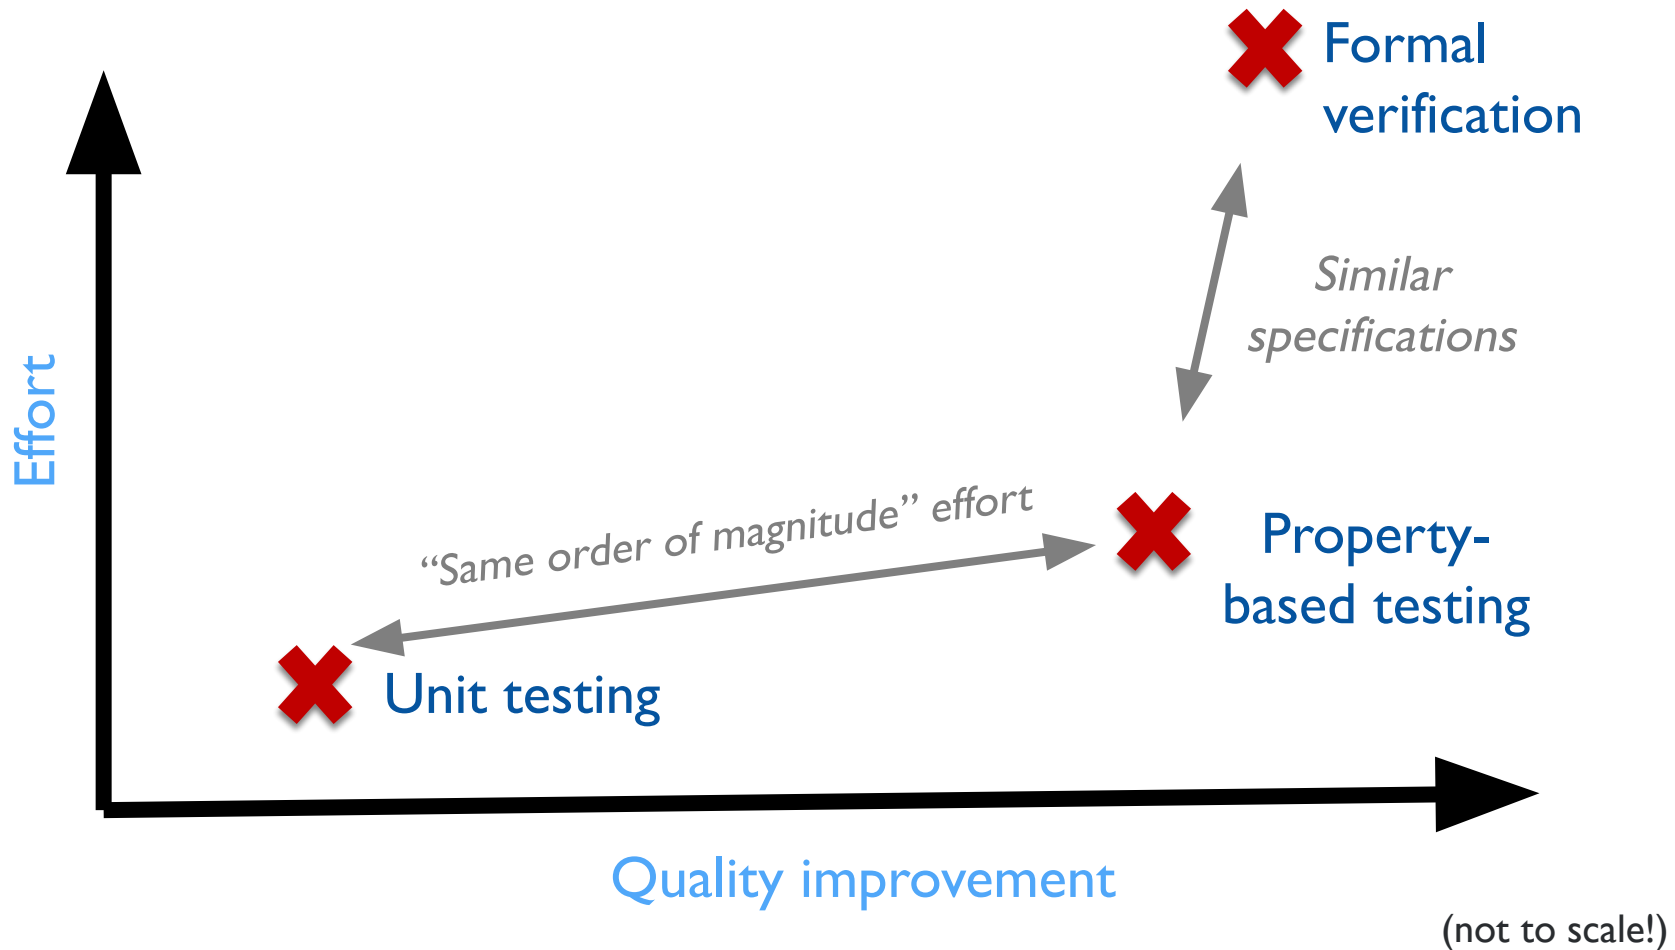 Formal
verification
Similar
specifications
Effort
“Same order of magnitude” effort
Property-
based testing
Unit testing
Quality improvement
(not to scale!)